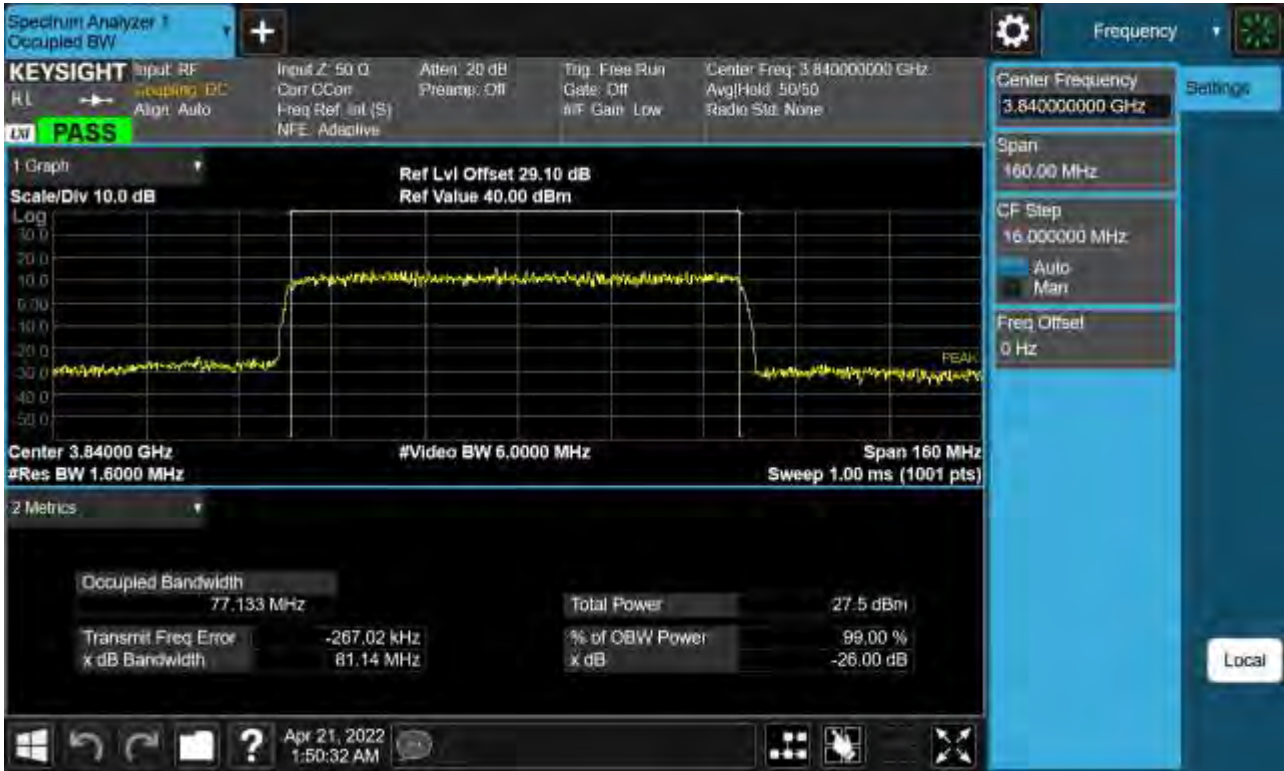 Spectrum Analyzer 1
Occupied BW
+
Frequency
KEYSIGHT
Input: RF
Coupling: DC
Align: Auto
Input Z: 50 Ω
Corr CCorr
Freq Ref: Int (S)
NFE: Adaptive
Atten: 20 dB
Preamp: Off
Trig: Free Run
Gate: Off
#IF Gain: Low
Center Freq: 3.840000000 GHz
Avg|Hold: 50/50
Radio Std: None
PASS
Center Frequency
3.840000000 GHz
Settings
Span
160.00 MHz
CF Step
16.000000 MHz
Auto
Man
Freq Offset
0 Hz
1 Graph
Scale/Div 10.0 dB
Ref Lvl Offset 29.10 dB
Ref Value 40.00 dBm
Log
30.0
20.0
10.0
0.00
-10.0
-20.0
-30.0
-40.0
-50.0
PEAK
Center 3.84000 GHz
#Video BW 6.0000 MHz
Span 160 MHz
#Res BW 1.6000 MHz
Sweep 1.00 ms (1001 pts)
2 Metrics
Occupied Bandwidth
77.133 MHz
Total Power 27.5 dBm
Transmit Freq Error -267.02 kHz
% of OBW Power 99.00 %
x dB Bandwidth 81.14 MHz
x dB -26.00 dB
Local
?
Apr 21, 2022
1:50:32 AM